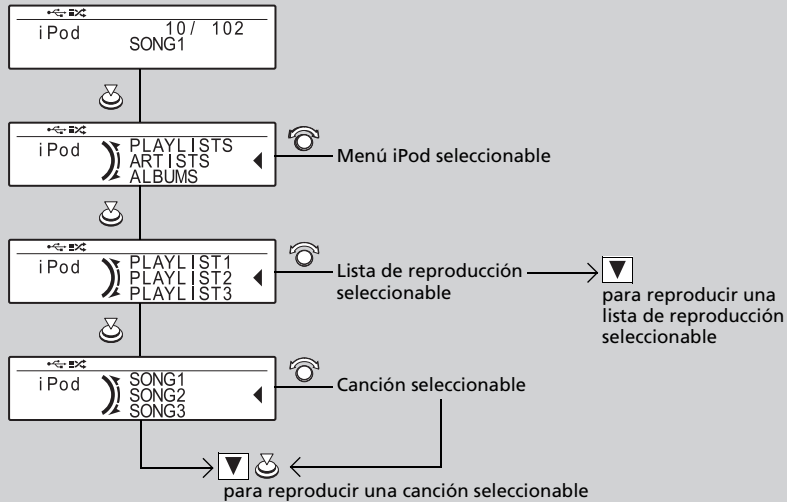 iPod 10/ 102
SONG1
PLAYLISTS
iPod ARTISTS
ALBUMS
Menú iPod seleccionable
PLAYLIST1
iPod PLAYLIST2
PLAYLIST3
Lista de reproducción
seleccionable
para reproducir una
lista de reproducción
seleccionable
SONG1
iPod SONG2
SONG3
Canción seleccionable
para reproducir una canción seleccionable